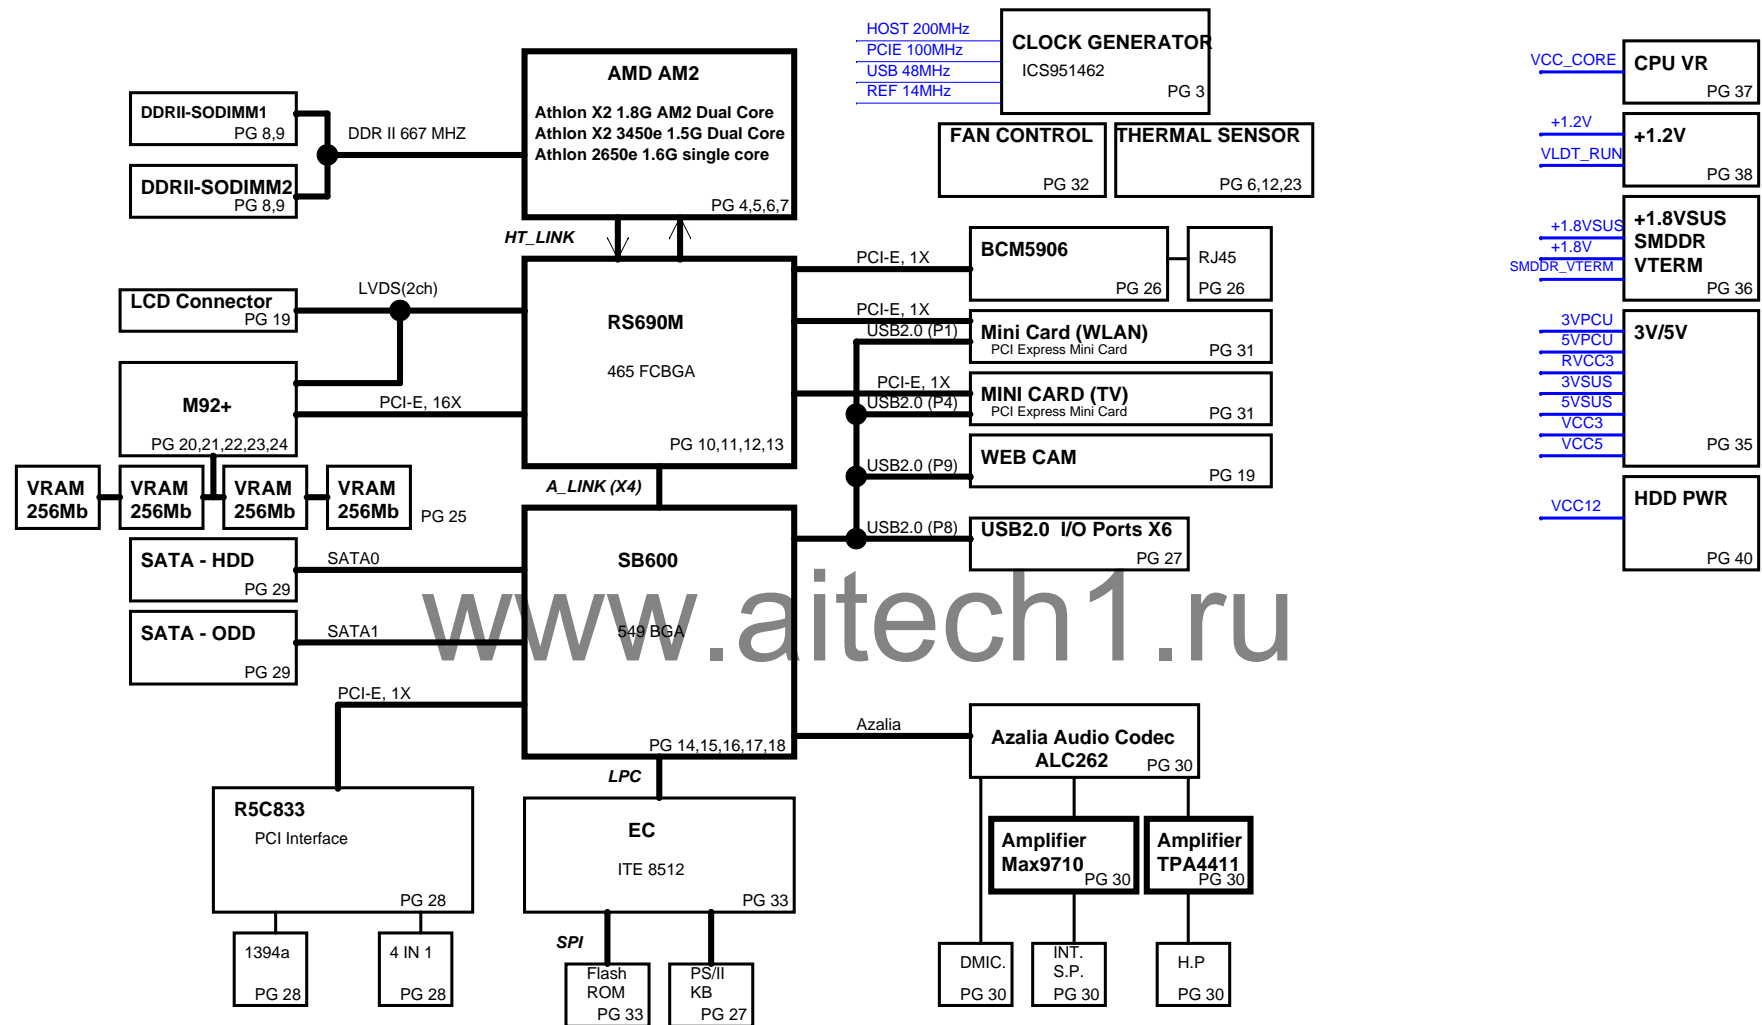 HOST 200MHz
PCIE 100MHz
USB 48MHz
REF 14MHz
CLOCK GENERATOR
ICS951462
PG 3
VCC_CORE
CPU VR
PG 37
AMD AM2
Athlon X2 1.8G AM2 Dual Core
Athlon X2 3450e 1.5G Dual Core
Athlon 2650e 1.6G single core
PG 4,5,6,7
DDRII-SODIMM1
PG 8,9
DDR II 667 MHZ
DDRII-SODIMM2
PG 8,9
FAN CONTROL
PG 32
THERMAL SENSOR
PG 6,12,23
+1.2V
VLDT_RUN
+1.2V
PG 38
HT_LINK
+1.8VSUS
+1.8V
SMDDR_VTERM
+1.8VSUS
SMDDR
VTERM
PG 36
PCI-E, 1X
BCM5906
PG 26
RJ45
PG 26
LCD Connector
PG 19
LVDS(2ch)
RS690M
465 FCBGA
PG 10,11,12,13
PCI-E, 1X
USB2.0 (P1)
Mini Card (WLAN)
PCI Express Mini Card
PG 31
3VPCU
5VPCU
RVCC3
3VSUS
5VSUS
VCC3
VCC5
3V/5V
PG 35
M92+
PG 20,21,22,23,24
PCI-E, 16X
PCI-E, 1X
USB2.0 (P4)
MINI CARD (TV)
PCI Express Mini Card
PG 31
USB2.0 (P9)
WEB CAM
PG 19
VRAM
256Mb
VRAM
256Mb
VRAM
256Mb
VRAM
256Mb
PG 25
A_LINK (X4)
VCC12
HDD PWR
PG 40
USB2.0 (P8)
USB2.0 I/O Ports X6
PG 27
SATA - HDD
PG 29
SATA0
SB600
549 BGA
PG 14,15,16,17,18
www.aitech1.ru
SATA - ODD
PG 29
SATA1
PCI-E, 1X
Azalia
Azalia Audio Codec
ALC262
PG 30
LPC
R5C833
PCI Interface
PG 28
EC
ITE 8512
PG 33
Amplifier
Max9710
PG 30
Amplifier
TPA4411
PG 30
1394a
PG 28
4 IN 1
PG 28
SPI
Flash
ROM
PG 33
PS/II
KB
PG 27
DMIC.
PG 30
INT.
S.P.
PG 30
H.P
PG 30